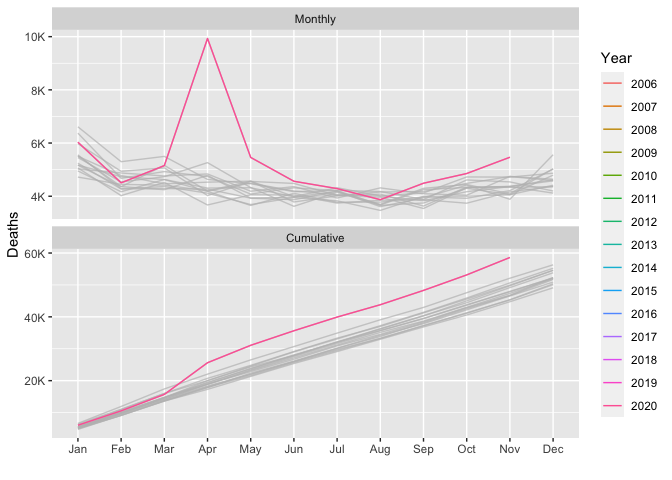 Monthly
10K
8K
6K
4K
Deaths
Cumulative
60K
40K
20K
Jan Feb Mar Apr May Jun Jul Aug Sep Oct Nov Dec
Year
2006
2007
2008
2009
2010
2011
2012
2013
2014
2015
2016
2017
2018
2019
2020